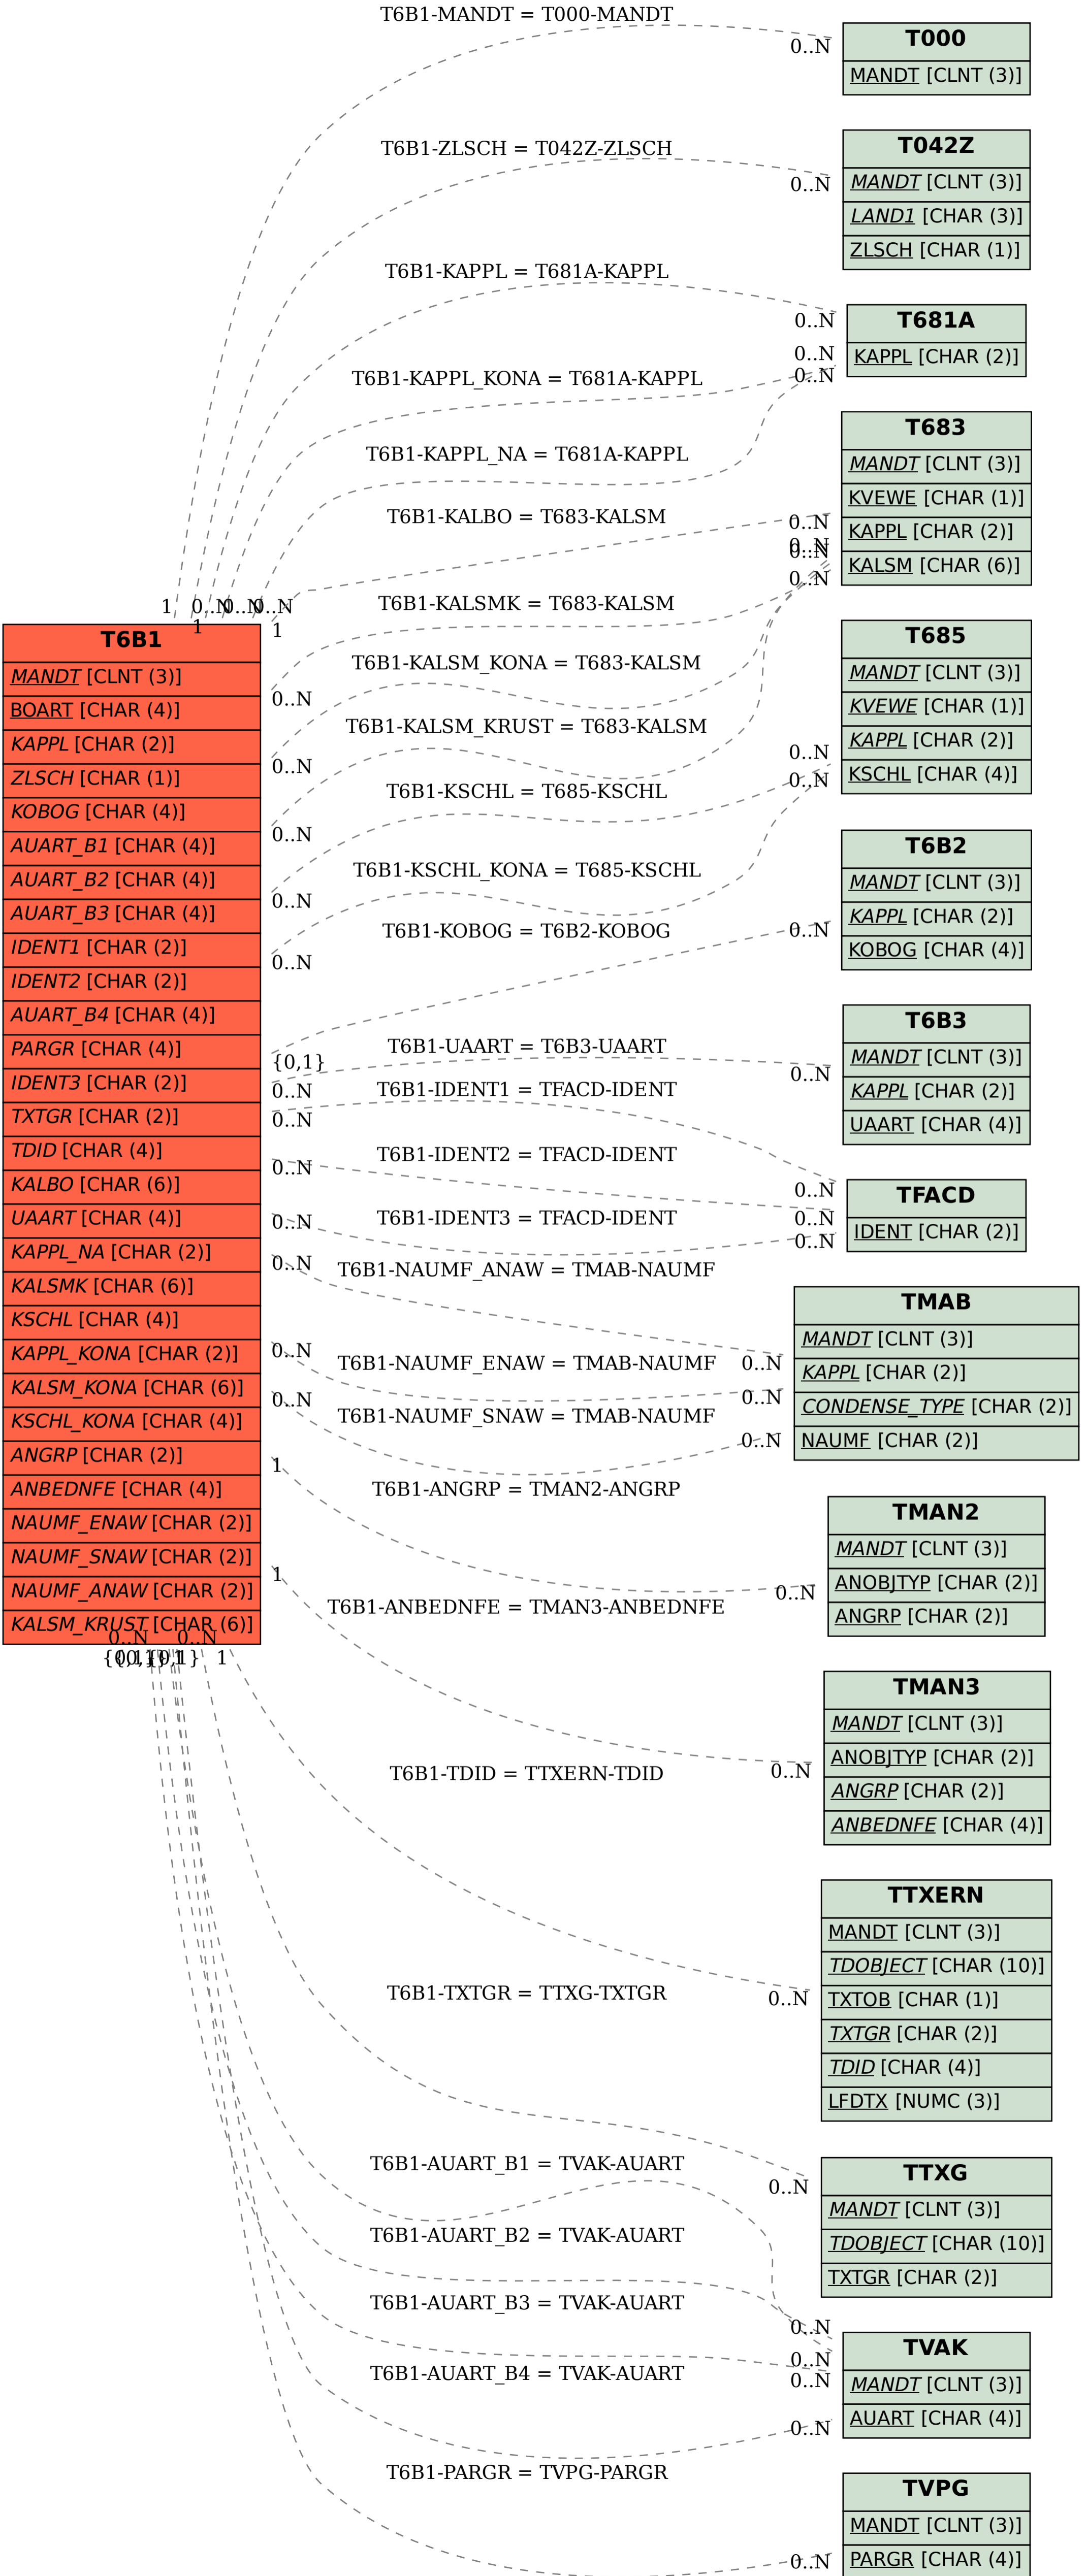 T6B1-MANDT = T000-MANDT
0..N
T000
MANDT [CLNT (3)]
T6B1-ZLSCH = T042Z-ZLSCH
0..N
T042Z
MANDT [CLNT (3)]
LAND1 [CHAR (3)]
ZLSCH [CHAR (1)]
T6B1-KAPPL = T681A-KAPPL
0..N
T6B1-KAPPL_KONA = T681A-KAPPL
0..N
0..N
T681A
KAPPL [CHAR (2)]
T6B1-KAPPL_NA = T681A-KAPPL
T683
MANDT [CLNT (3)]
KVEWE [CHAR (1)]
KAPPL [CHAR (2)]
KALSM [CHAR (6)]
T6B1-KALBO = T683-KALSM
0..N
0..N
0..N
0..N
1
0..N
0..N
0..N
1
1
T6B1-KALSMK = T683-KALSM
T6B1-KALSM_KONA = T683-KALSM
T6B1-KALSM_KRUST = T683-KALSM
T6B1
MANDT [CLNT (3)]
BOART [CHAR (4)]
KAPPL [CHAR (2)]
ZLSCH [CHAR (1)]
KOBOG [CHAR (4)]
AUART_B1 [CHAR (4)]
AUART_B2 [CHAR (4)]
AUART_B3 [CHAR (4)]
IDENT1 [CHAR (2)]
IDENT2 [CHAR (2)]
AUART_B4 [CHAR (4)]
PARGR [CHAR (4)]
IDENT3 [CHAR (2)]
TXTGR [CHAR (2)]
TDID [CHAR (4)]
KALBO [CHAR (6)]
UAART [CHAR (4)]
KAPPL_NA [CHAR (2)]
KALSMK [CHAR (6)]
KSCHL [CHAR (4)]
KAPPL_KONA [CHAR (2)]
KALSM_KONA [CHAR (6)]
KSCHL_KONA [CHAR (4)]
ANGRP [CHAR (2)]
ANBEDNFE [CHAR (4)]
NAUMF_ENAW [CHAR (2)]
NAUMF_SNAW [CHAR (2)]
NAUMF_ANAW [CHAR (2)]
KALSM_KRUST [CHAR (6)]
0..N
0..N
0..N
0..N
0..N
{0,1}
0..N
0..N
0..N
0..N
0..N
0..N
0..N
1
1
T685
MANDT [CLNT (3)]
KVEWE [CHAR (1)]
KAPPL [CHAR (2)]
KSCHL [CHAR (4)]
T6B1-KSCHL = T685-KSCHL
0..N
0..N
T6B1-KSCHL_KONA = T685-KSCHL
T6B2
MANDT [CLNT (3)]
KAPPL [CHAR (2)]
KOBOG [CHAR (4)]
T6B1-KOBOG = T6B2-KOBOG
0..N
T6B3
MANDT [CLNT (3)]
KAPPL [CHAR (2)]
UAART [CHAR (4)]
T6B1-UAART = T6B3-UAART
0..N
T6B1-IDENT1 = TFACD-IDENT
T6B1-IDENT2 = TFACD-IDENT
T6B1-IDENT3 = TFACD-IDENT
0..N
0..N
0..N
TFACD
IDENT [CHAR (2)]
T6B1-NAUMF_ANAW = TMAB-NAUMF
T6B1-NAUMF_ENAW = TMAB-NAUMF
T6B1-NAUMF_SNAW = TMAB-NAUMF
0..N
0..N
0..N
TMAB
MANDT [CLNT (3)]
KAPPL [CHAR (2)]
CONDENSE_TYPE [CHAR (2)]
NAUMF [CHAR (2)]
T6B1-ANGRP = TMAN2-ANGRP
0..N
TMAN2
MANDT [CLNT (3)]
ANOBJTYP [CHAR (2)]
ANGRP [CHAR (2)]
T6B1-ANBEDNFE = TMAN3-ANBEDNFE
0..N
TMAN3
MANDT [CLNT (3)]
ANOBJTYP [CHAR (2)]
ANGRP [CHAR (2)]
ANBEDNFE [CHAR (4)]
0..N
0..N
1
T6B1-TDID = TTXERN-TDID
0..N
TTXERN
MANDT [CLNT (3)]
TDOBJECT [CHAR (10)]
TXTOB [CHAR (1)]
TXTGR [CHAR (2)]
TDID [CHAR (4)]
LFDTX [NUMC (3)]
T6B1-TXTGR = TTXG-TXTGR
0..N
TTXG
MANDT [CLNT (3)]
TDOBJECT [CHAR (10)]
TXTGR [CHAR (2)]
T6B1-AUART_B1 = TVAK-AUART
T6B1-AUART_B2 = TVAK-AUART
T6B1-AUART_B3 = TVAK-AUART
T6B1-AUART_B4 = TVAK-AUART
0..N
0..N
0..N
0..N
TVAK
MANDT [CLNT (3)]
AUART [CHAR (4)]
T6B1-PARGR = TVPG-PARGR
0..N
TVPG
MANDT [CLNT (3)]
PARGR [CHAR (4)]